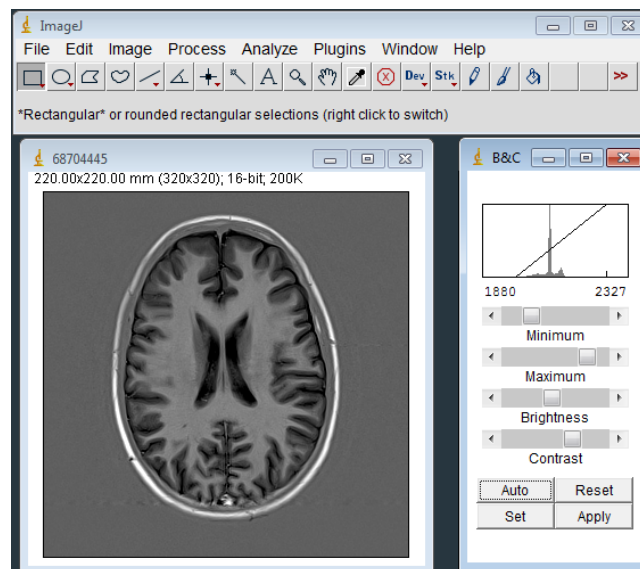 ImageJ
File Edit Image Process Analyze Plugins Window Help
A Dev Stk >>
*Rectangular* or rounded rectangular selections (right click to switch)
68704445
220.00x220.00 mm (320x320); 16-bit; 200K
B&C
1880 2327
Minimum
Maximum
Brightness
Contrast
Auto Reset
Set Apply